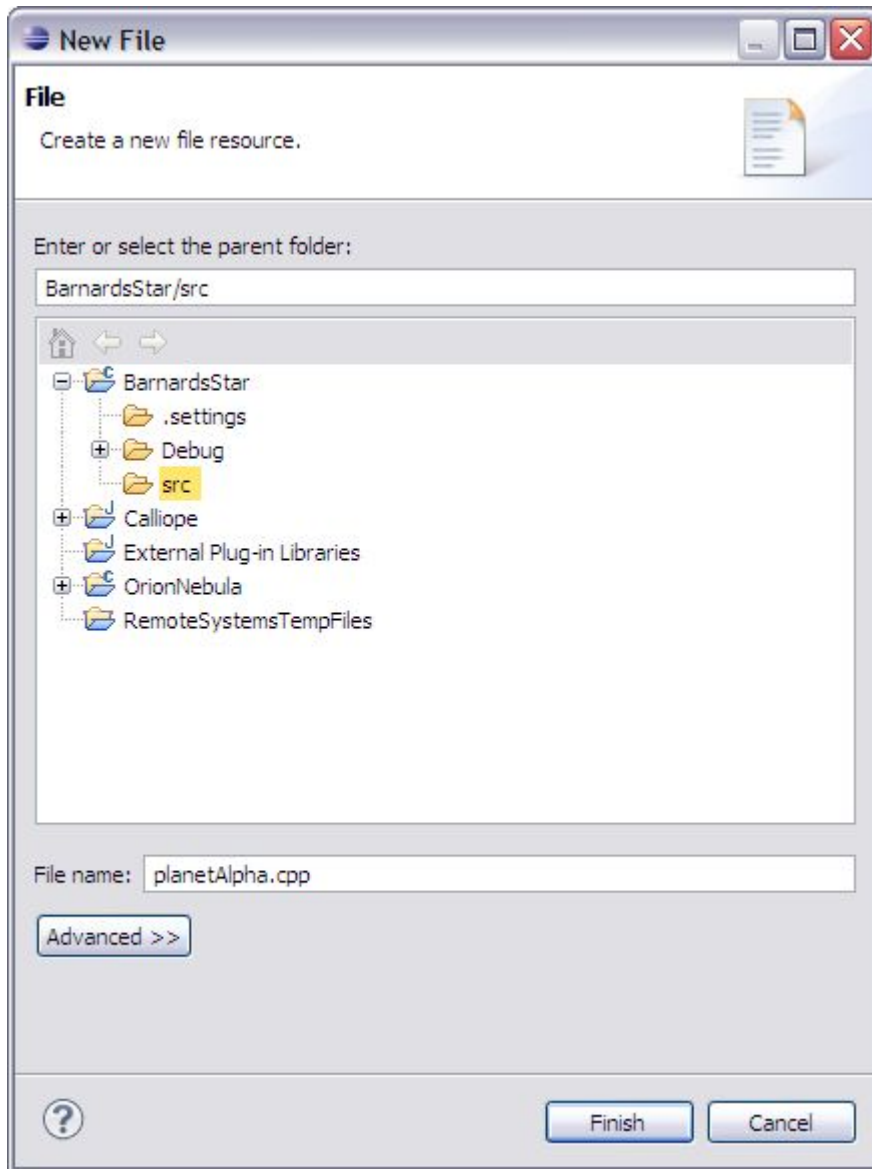 New File
File
Create a new file resource.
Enter or select the parent folder:
BarnardsStar/src
BarnardsStar
.settings
Debug
src
Calliope
External Plug-in Libraries
OrionNebula
RemoteSystemsTempFiles
File name: planetAlpha.cpp
Advanced >>
? Finish Cancel